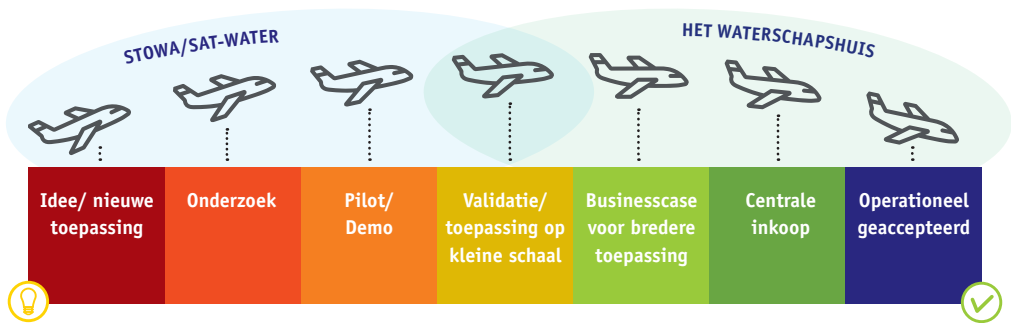 STOWA/SAT-WATER
HET WATERSCHAPSHUIS
Idee/ nieuwe
toepassing
Onderzoek
Pilot/
Demo
Validatie/
toepassing op
kleine schaal
Businesscase
voor bredere
toepassing
Centrale
inkoop
Operationeel
geaccepteerd